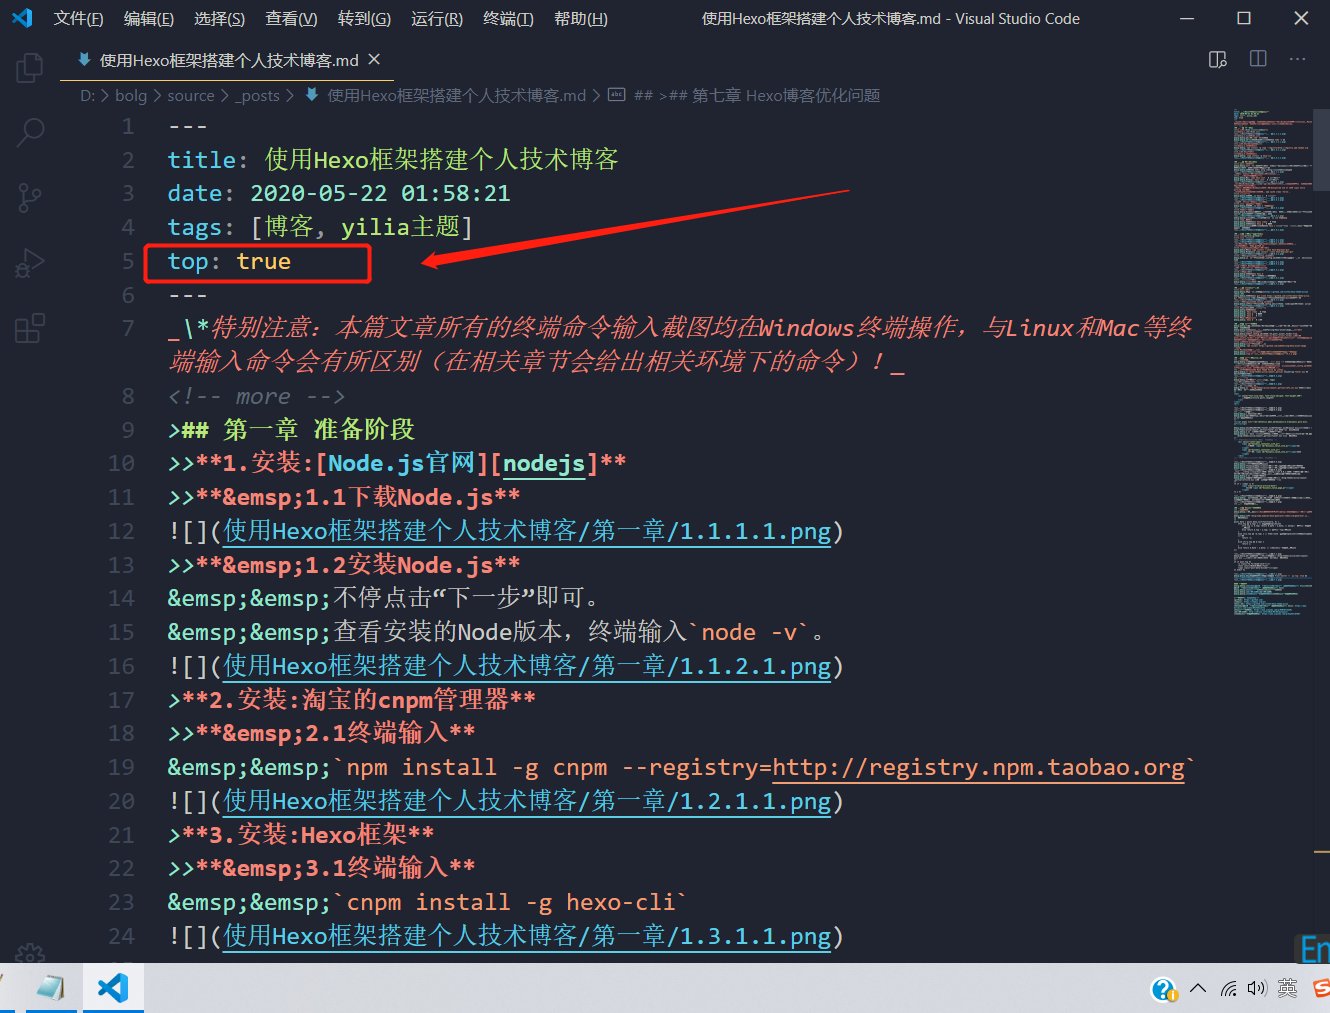 文件(F) 编辑(E) 选择(S) 查看(V) 转到(G) 运行(R) 终端(T) 帮助(H) 使用Hexo框架搭建个人技术博客.md - Visual Studio Code
使用Hexo框架搭建个人技术博客.md
D: > bolg > source > _posts > 使用Hexo框架搭建个人技术博客.md > abc ## >## 第七章 Hexo博客优化问题
1 ---
2 title: 使用Hexo框架搭建个人技术博客
3 date: 2020-05-22 01:58:21
4 tags: [博客, yilia主题]
5 top: true
6 ---
7 _\*特别注意：本篇文章所有的终端命令输入截图均在Windows终端操作，与Linux和Mac等终
端输入命令会有所区别（在相关章节会给出相关环境下的命令）！_
8 <!-- more -->
9 >## 第一章 准备阶段
10 >>**1.安装:[Node.js官网][nodejs]**
11 >>**&emsp;1.1下载Node.js**
12 ![](使用Hexo框架搭建个人技术博客/第一章/1.1.1.1.png)
13 >>**&emsp;1.2安装Node.js**
14 &emsp;&emsp;不停点击“下一步”即可。
15 &emsp;&emsp;查看安装的Node版本，终端输入`node -v`。
16 ![](使用Hexo框架搭建个人技术博客/第一章/1.1.2.1.png)
17 >**2.安装:淘宝的cnpm管理器**
18 >>**&emsp;2.1终端输入**
19 &emsp;&emsp;`npm install -g cnpm --registry=http://registry.npm.taobao.org`
20 ![](使用Hexo框架搭建个人技术博客/第一章/1.2.1.1.png)
21 >**3.安装:Hexo框架**
22 >>**&emsp;3.1终端输入**
23 &emsp;&emsp;`cnpm install -g hexo-cli`
24 ![](使用Hexo框架搭建个人技术博客/第一章/1.3.1.1.png)
En
英